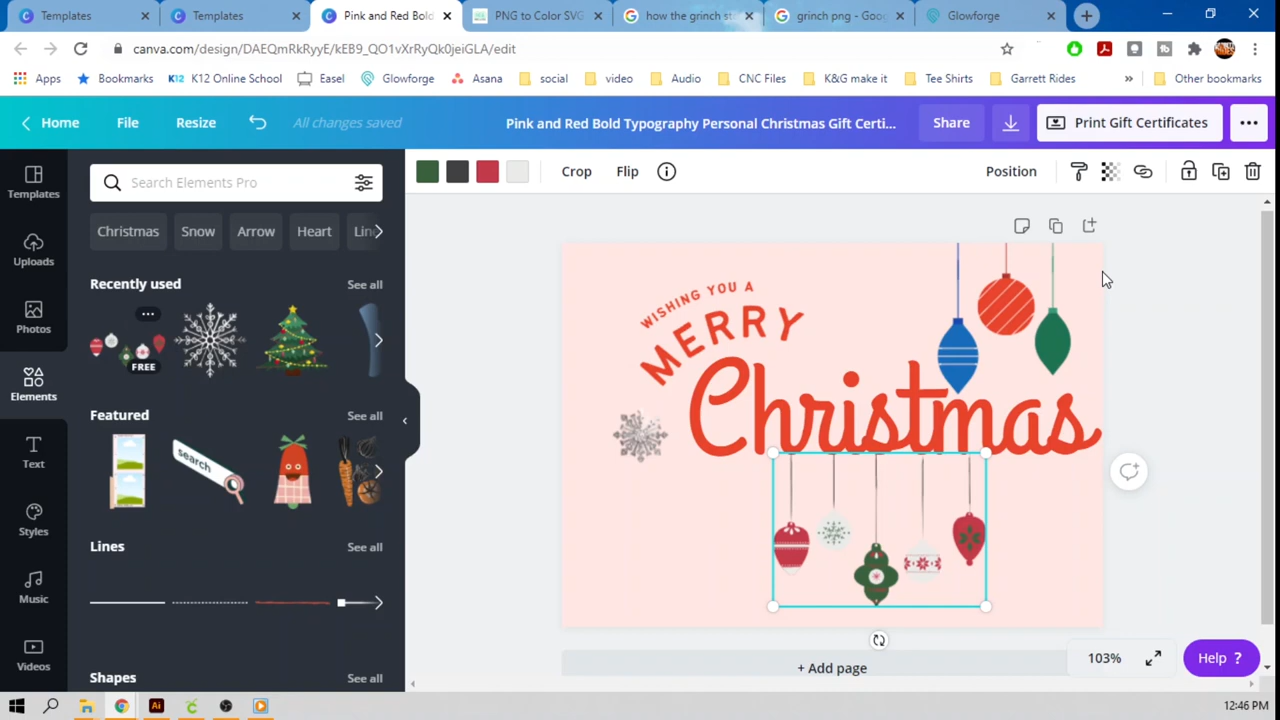 Templates
Templates
Pink and Red Bold
PNG to Color SVG
how the grinch st
grinch png - Goo
Glowforge
canva.com/design/DAEQmRkRyyE/kEB9_QO1vXrRyQk0jeiGLA/edit
Apps
Bookmarks
K12 Online School
Easel
Glowforge
Asana
social
video
Audio
CNC Files
K&G make it
Tee Shirts
Garrett Rides
»
Other bookmarks
Home
File
Resize
All changes saved
Pink and Red Bold Typography Personal Christmas Gift Certi...
Share
Print Gift Certificates
Templates
Uploads
Photos
Elements
Text
Styles
Music
Videos
Search Elements Pro
Christmas
Snow
Arrow
Heart
Recently used
See all
FREE
Featured
See all
search
Lines
See all
Shapes
See all
Crop
Flip
Position
WISHING YOU A
MERRY
Christmas
+ Add page
103%
Help ?
12:46 PM